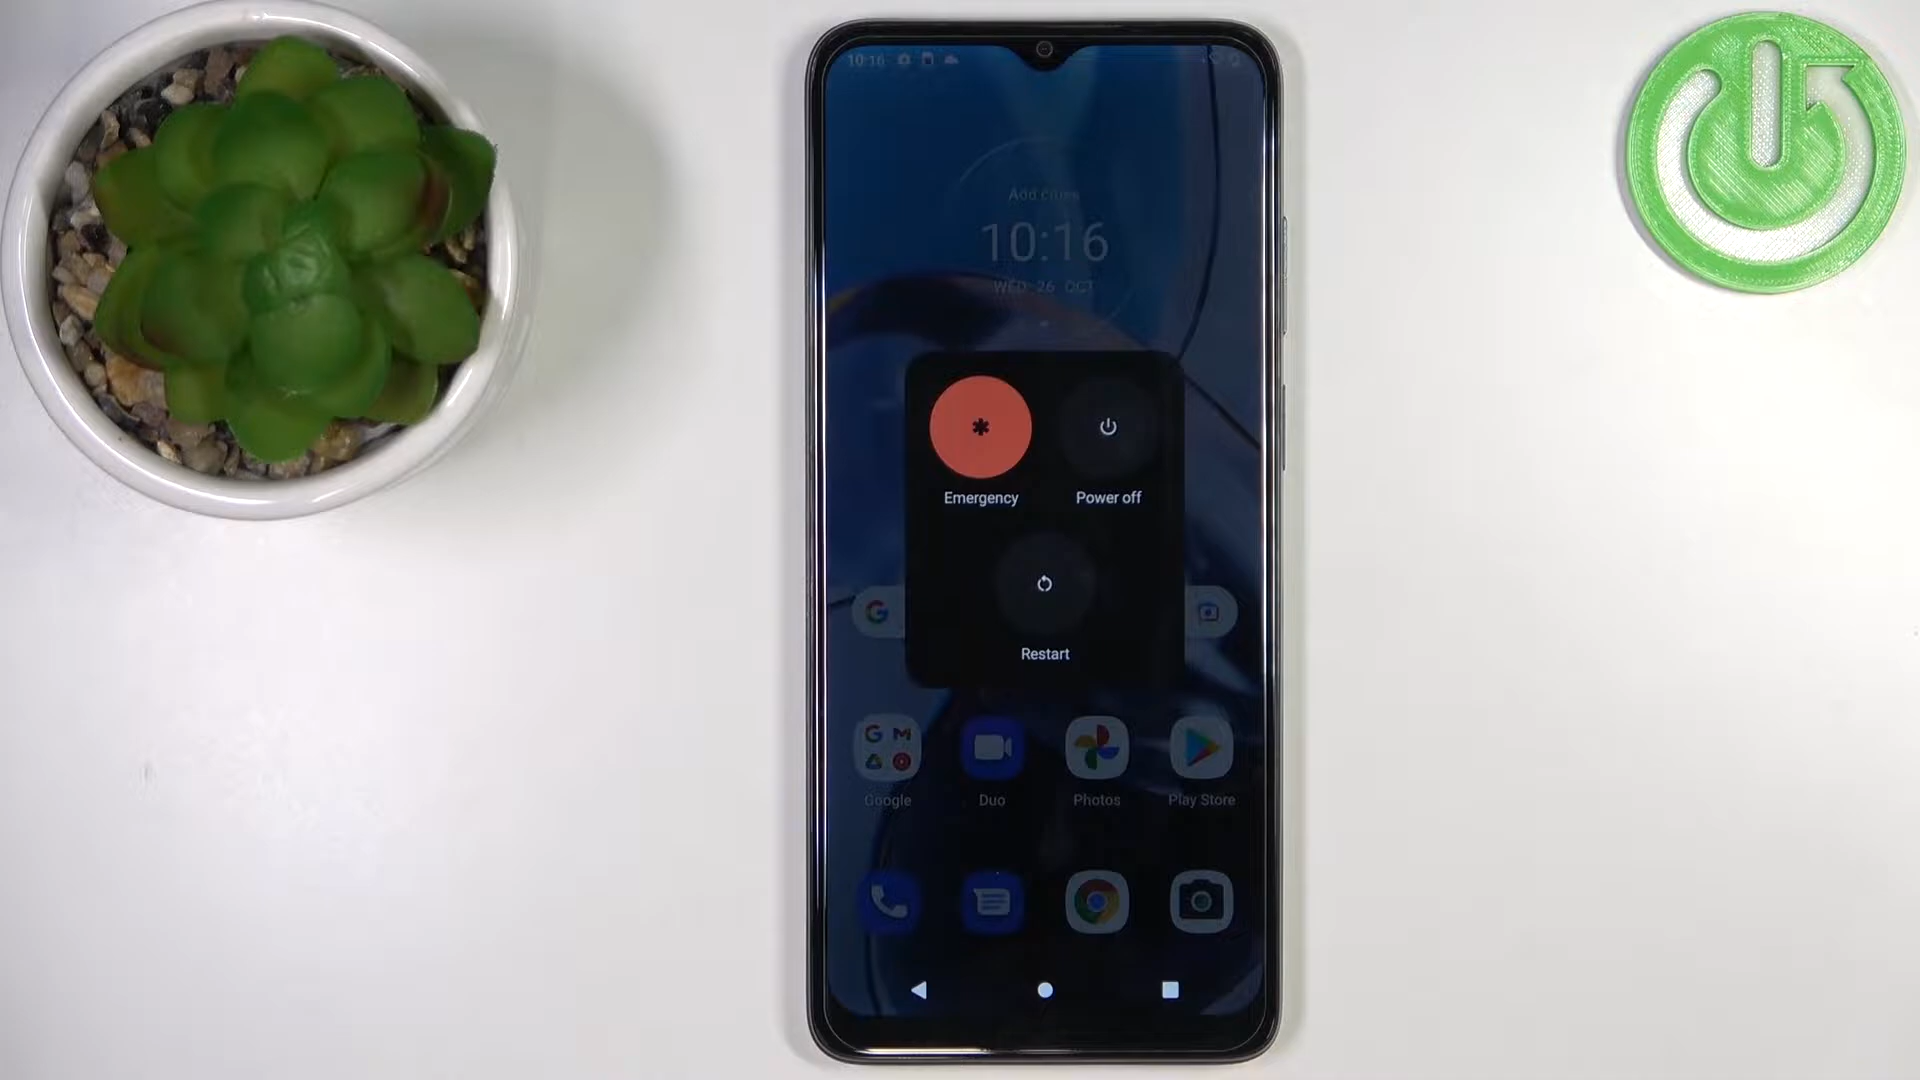 10:16
Add cities
10:16
WED 26 OCT
Emergency
Power off
Restart
Google
Duo
Photos
Play Store